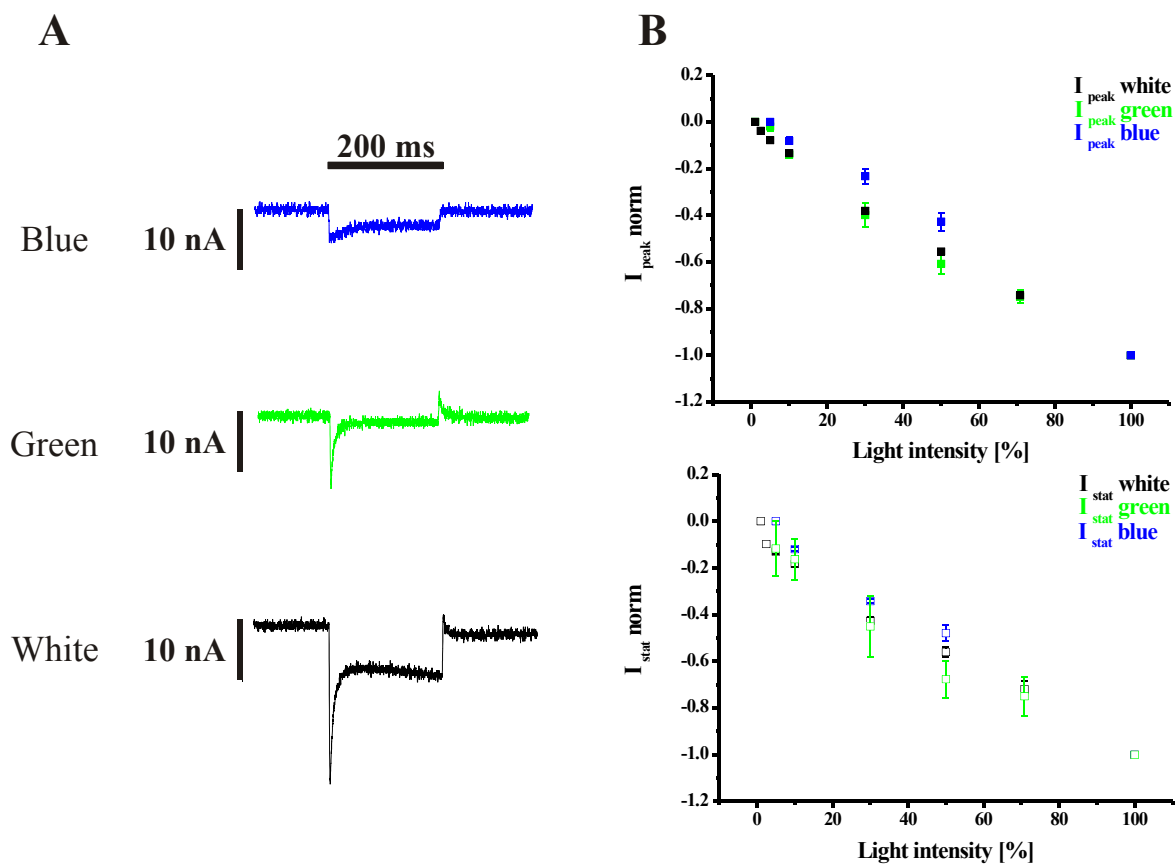 A
200 ms
Blue
10 nA
Green
10 nA
White
10 nA
B
I peak white
I peak green
I peak blue
0.2
0.0
-0.2
-0.4
-0.6
-0.8
-1.0
-1.2
I peak norm
0 20 40 60 80 100
Light intensity [%]
I stat white
I stat green
I stat blue
0.2
0.0
-0.2
-0.4
-0.6
-0.8
-1.0
-1.2
I stat norm
0 20 40 60 80 100
Light intensity [%]